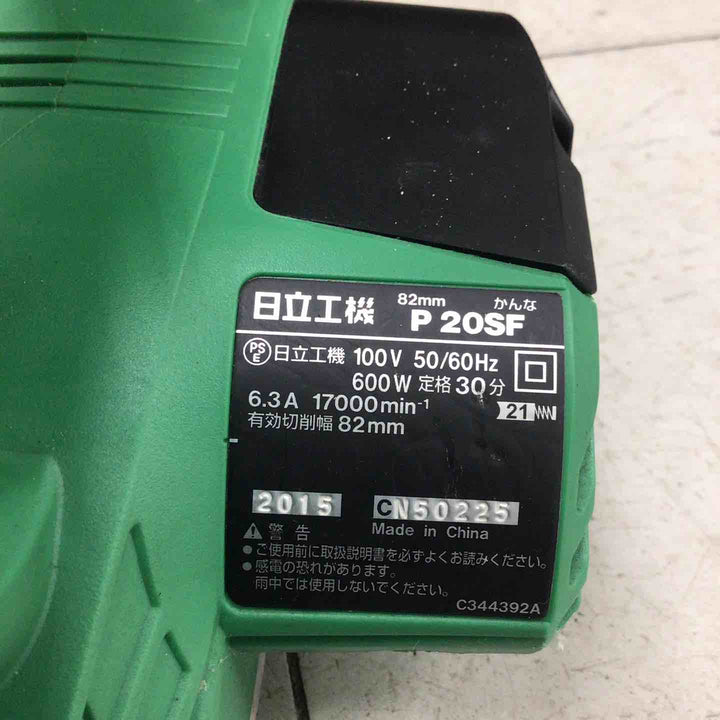 82mm かんな
日立工機 P 20SF
PSE 日立工機 100V 50/60Hz
600W 定格 30分
6.3A 17000min⁻¹ 21
有効切削幅 82mm
2015 CN50225
警告 Made in China
●ご使用前に取扱説明書を必ずよくお読みください。
●感電の恐れがあります。
雨中では使用しないでください。
C344392A